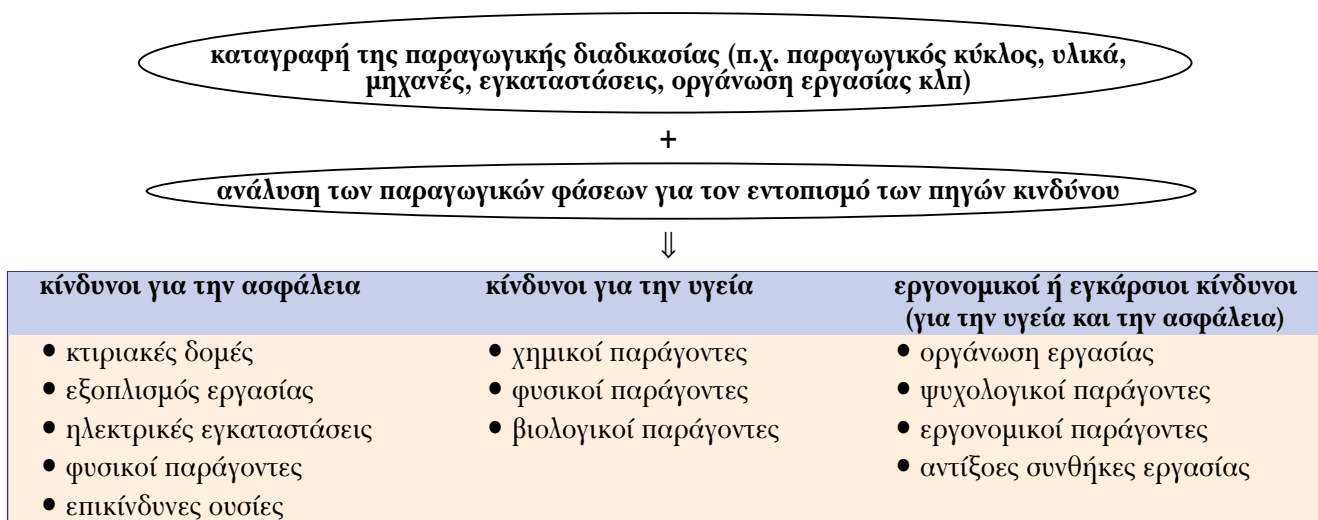 καταγραφή της παραγωγικής διαδικασίας (π.χ. παραγωγικός κύκλος, υλικά,
μηχανές, εγκαταστάσεις, οργάνωση εργασίας κλπ)
+
ανάλυση των παραγωγικών φάσεων για τον εντοπισμό των πηγών κινδύνου
⇓
κίνδυνοι για την ασφάλεια
• κτιριακές δομές
• εξοπλισμός εργασίας
• ηλεκτρικές εγκαταστάσεις
• φυσικοί παράγοντες
• επικίνδυνες ουσίες
κίνδυνοι για την υγεία
• χημικοί παράγοντες
• φυσικοί παράγοντες
• βιολογικοί παράγοντες
εργονομικοί ή εγκάρσιοι κίνδυνοι
(για την υγεία και την ασφάλεια)
• οργάνωση εργασίας
• ψυχολογικοί παράγοντες
• εργονομικοί παράγοντες
• αντίξοες συνθήκες εργασίας